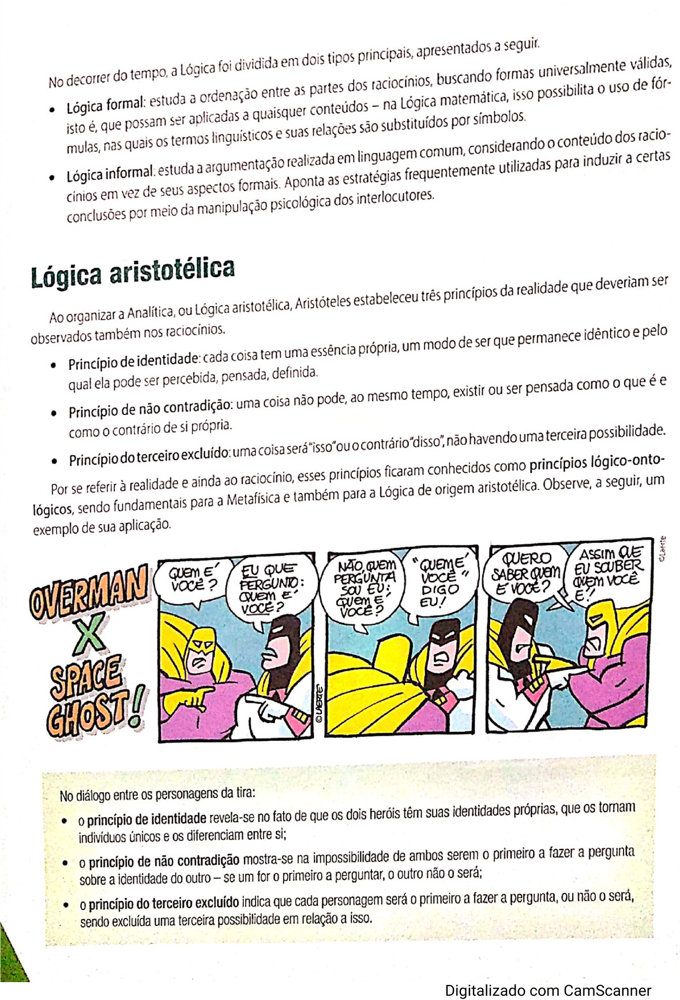 No decorrer do tempo, a Lógica foi dividida em dois tipos principais, apresentados a seguir.
• Lógica formal: estuda a ordenação entre as partes dos raciocínios, buscando formas universalmente válidas,
isto é, que possam ser aplicadas a quaisquer conteúdos – na Lógica matemática, isso possibilita o uso de fór-
mulas, nas quais os termos linguísticos e suas relações são substituídos por símbolos.
• Lógica informal: estuda a argumentação realizada em linguagem comum, considerando o conteúdo dos racio-
cínios em vez de seus aspectos formais. Aponta as estratégias frequentemente utilizadas para induzir a certas
conclusões por meio da manipulação psicológica dos interlocutores.
Lógica aristotélica
Ao organizar a Analítica, ou Lógica aristotélica, Aristóteles estabeleceu três princípios da realidade que deveriam ser
observados também nos raciocínios.
• Princípio de identidade: cada coisa tem uma essência própria, um modo de ser que permanece idêntico e pelo
qual ela pode ser percebida, pensada, definida.
• Princípio de não contradição: uma coisa não pode, ao mesmo tempo, existir ou ser pensada como o que é e
como o contrário de si própria.
• Princípio do terceiro excluído: uma coisa será "isso" ou o contrário "disso", não havendo uma terceira possibilidade.
Por se referir à realidade e ainda ao raciocínio, esses princípios ficaram conhecidos como princípios lógico-onto-
lógicos, sendo fundamentais para a Metafísica e também para a Lógica de origem aristotélica. Observe, a seguir, um
exemplo de sua aplicação.
©Laerte
OVERMAN
X
SPACE
GHOST!
QUEM É
VOCÊ?
EU QUE
PERGUNTO:
QUEM É
VOCÊ?
©LAERTE
NÃO, QUEM
PERGUNTA
SOU EU:
QUEM É
VOCÊ?
"QUEM É
VOCÊ"
DIGO
EU!
QUERO
SABER QUEM
É VOCÊ?
ASSIM QUE
EU SOUBER
QUEM VOCÊ
É!
No diálogo entre os personagens da tira:
• o princípio de identidade revela-se no fato de que os dois heróis têm suas identidades próprias, que os tornam
indivíduos únicos e os diferenciam entre si;
• o princípio de não contradição mostra-se na impossibilidade de ambos serem o primeiro a fazer a pergunta
sobre a identidade do outro – se um for o primeiro a perguntar, o outro não o será;
• o princípio do terceiro excluído indica que cada personagem será o primeiro a fazer a pergunta, ou não o será,
sendo excluída uma terceira possibilidade em relação a isso.
Digitalizado com CamScanner